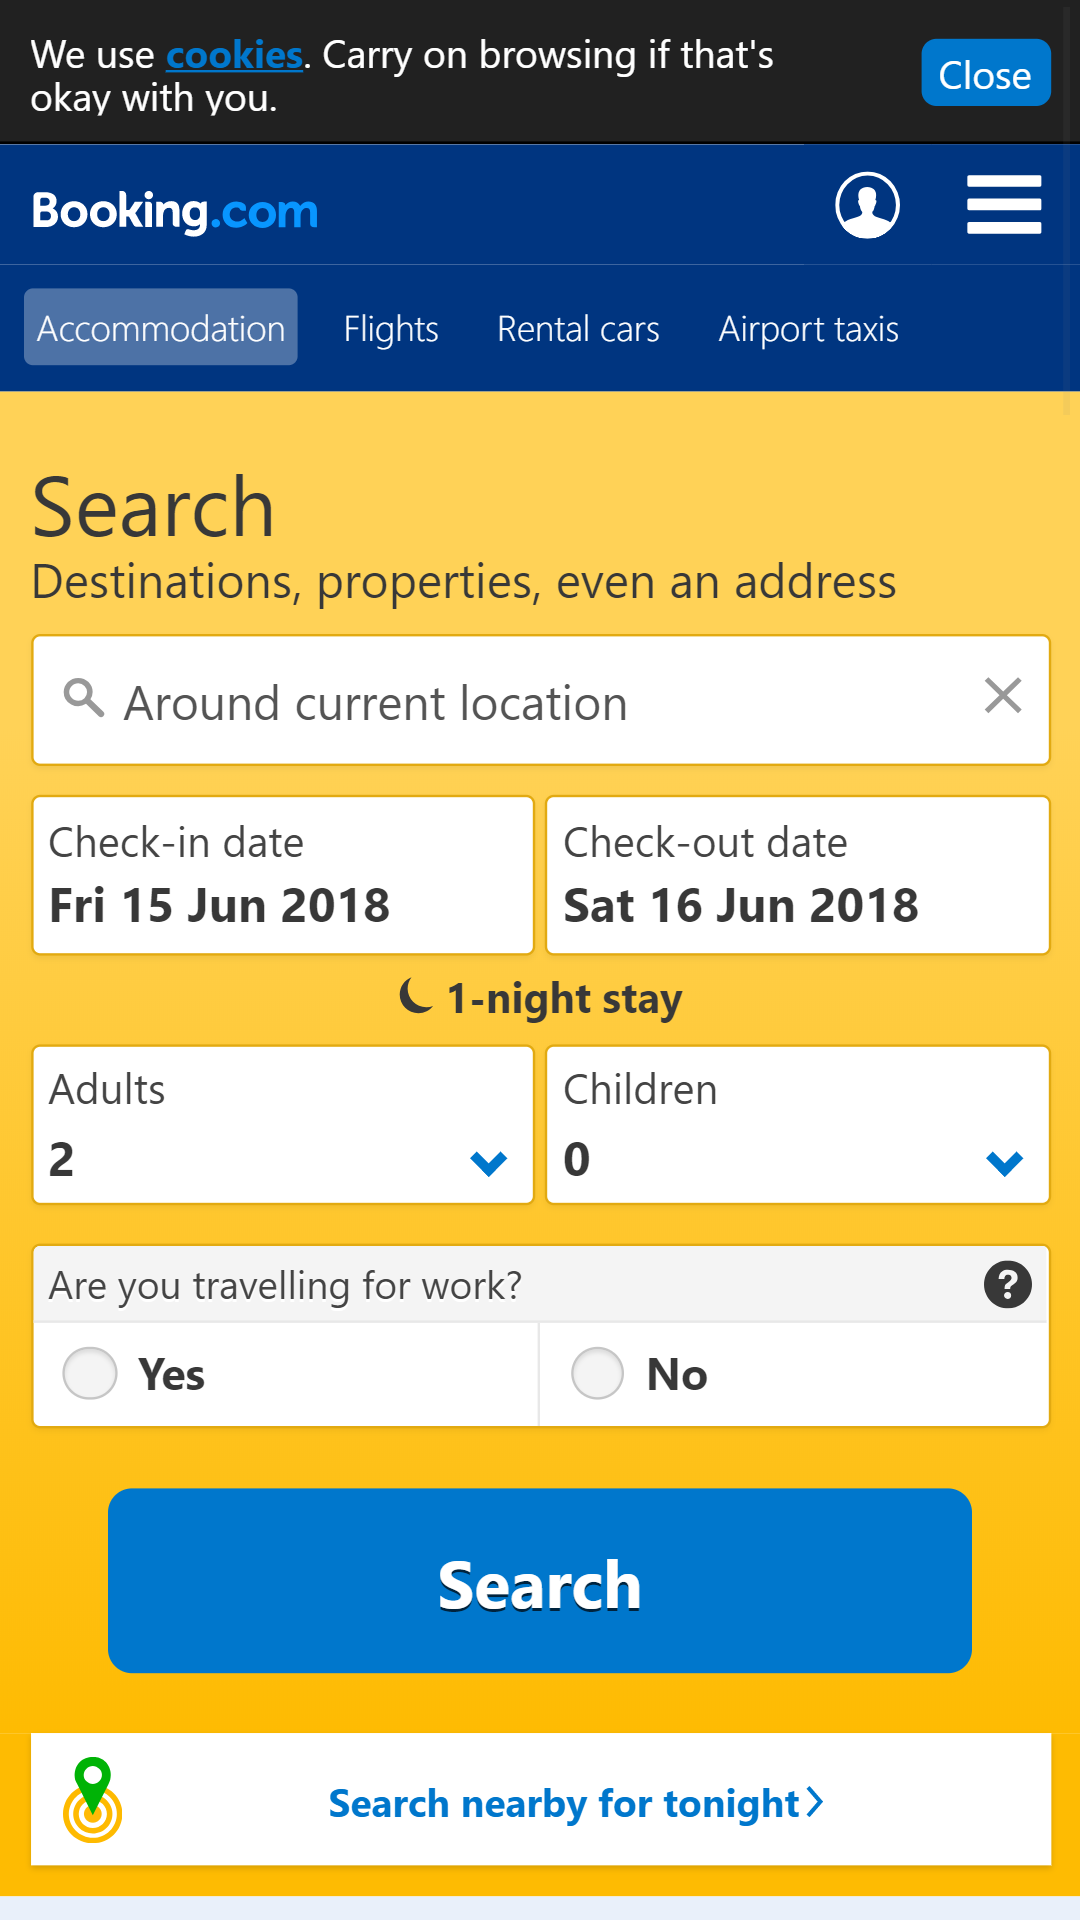 We use cookies. Carry on browsing if that's
okay with you.
Close
Booking.com
Accommodation Flights Rental cars Airport taxis
Search
Destinations, properties, even an address
Around current location
Check-in date
Fri 15 Jun 2018
Check-out date
Sat 16 Jun 2018
1-night stay
Adults
2
Children
0
Are you travelling for work?
?
Yes
No
Search
Search nearby for tonight